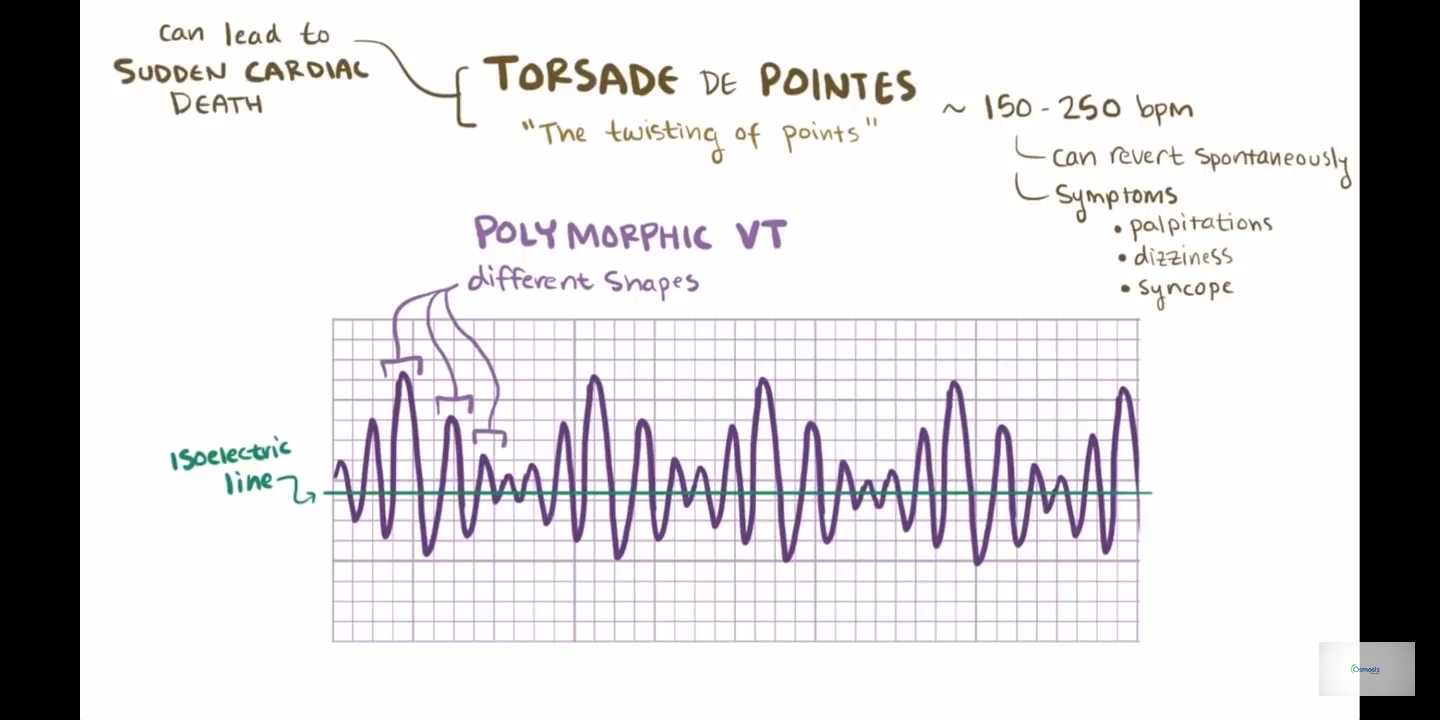 can lead to
SUDDEN CARDIAC
DEATH
TORSADE DE POINTES
"The twisting of points"
~ 150 - 250 bpm
can revert spontaneously
Symptoms
• palpitations
• dizziness
• syncope
POLYMORPHIC VT
different shapes
Isoelectric
line
Osmosis